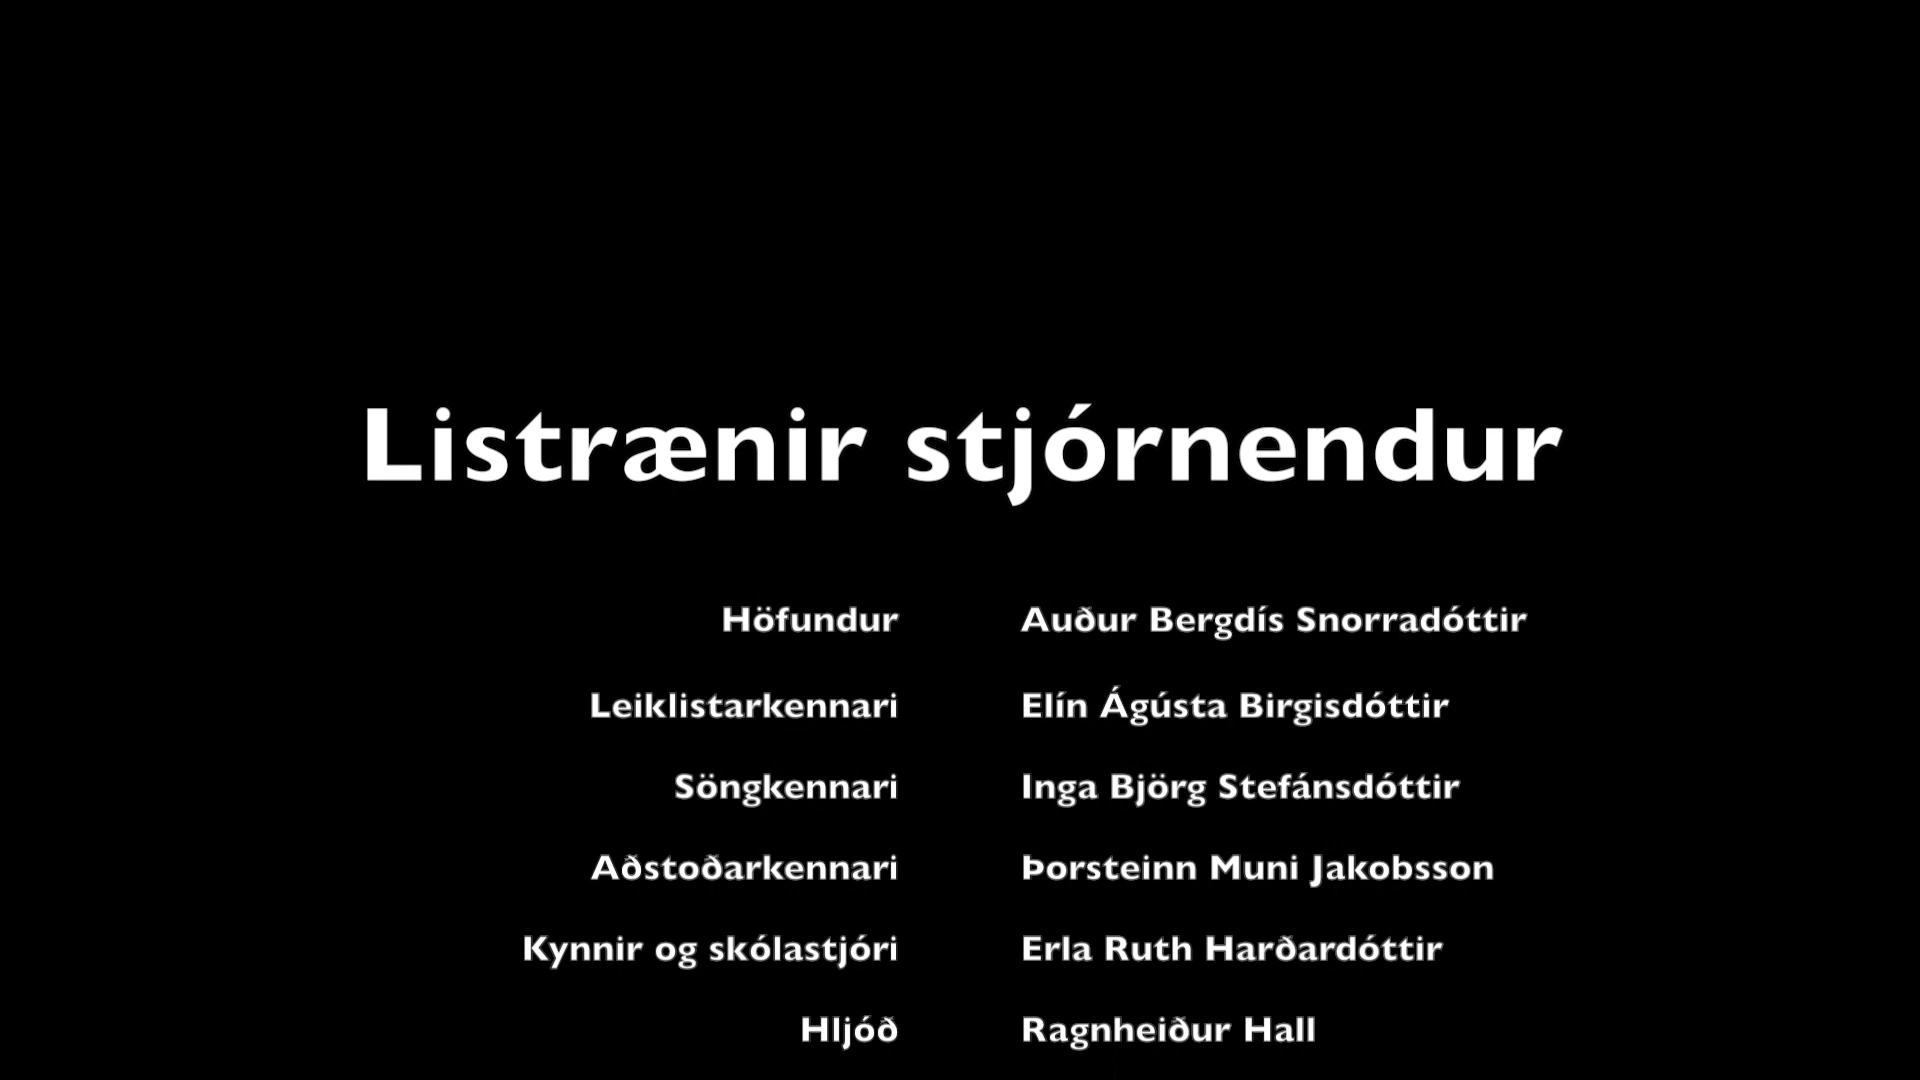 Listrænir stjórnendur
Höfundur Auður Bergdís Snorradóttir
Leiklistarkennari Elín Ágústa Birgisdóttir
Söngkennari Inga Björg Stefánsdóttir
Aðstoðarkennari Þorsteinn Muni Jakobsson
Kynnir og skólastjóri Erla Ruth Harðardóttir
Hljóð Ragnheiður Hall